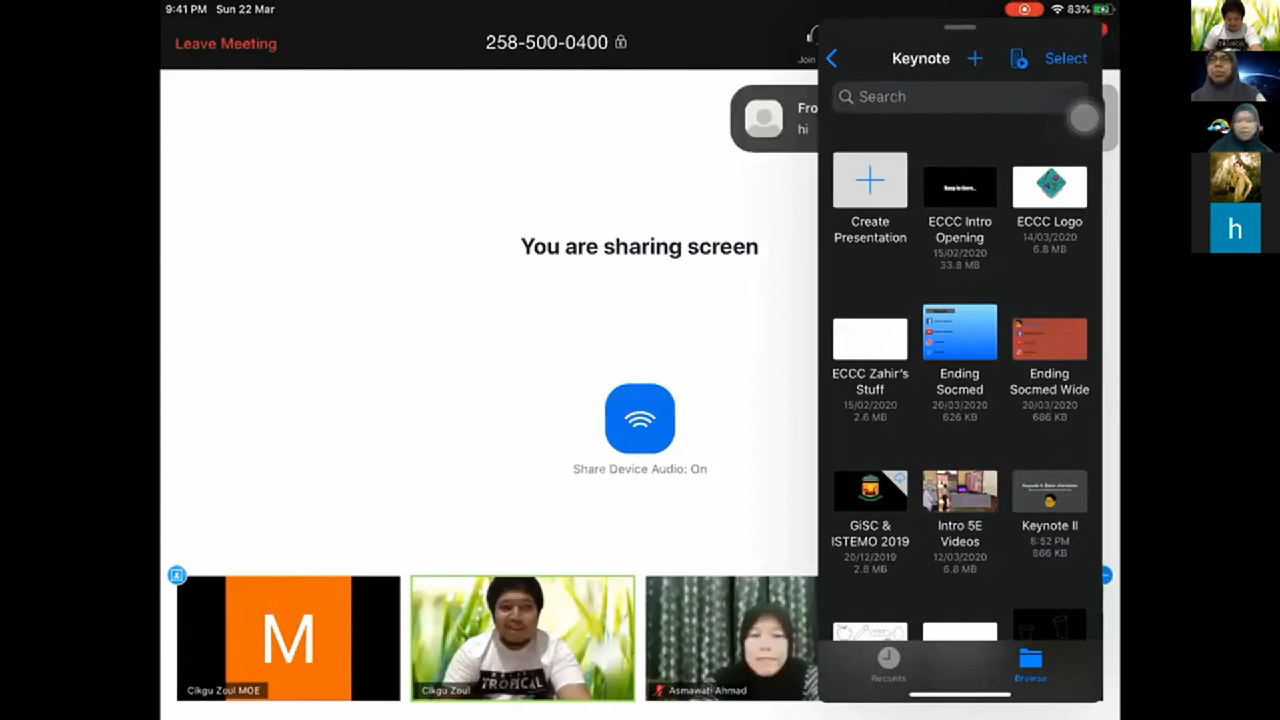 9:41 PM Sun 22 Mar
83%
Leave Meeting
258-500-0400
Join
Keynote
Select
Search
Fro
hi
Create
Presentation
ECCC Intro
Opening
15/02/2020
33.8 MB
ECCC Logo
14/03/2020
6.8 MB
You are sharing screen
ECCC Zahir's
Stuff
15/02/2020
2.6 MB
Ending
Socmed
20/03/2020
626 KB
Ending
Socmed Wide
20/03/2020
686 KB
Share Device Audio: On
GiSC &
ISTEMO 2019
20/12/2019
2.8 MB
Intro 5E
Videos
12/03/2020
6.8 MB
Keynote II
8:52 PM
866 KB
M
Cikgu Zoul MOE
TROPICAL
Cikgu Zoul
Asmawati Ahmad
Recents
Browse
h